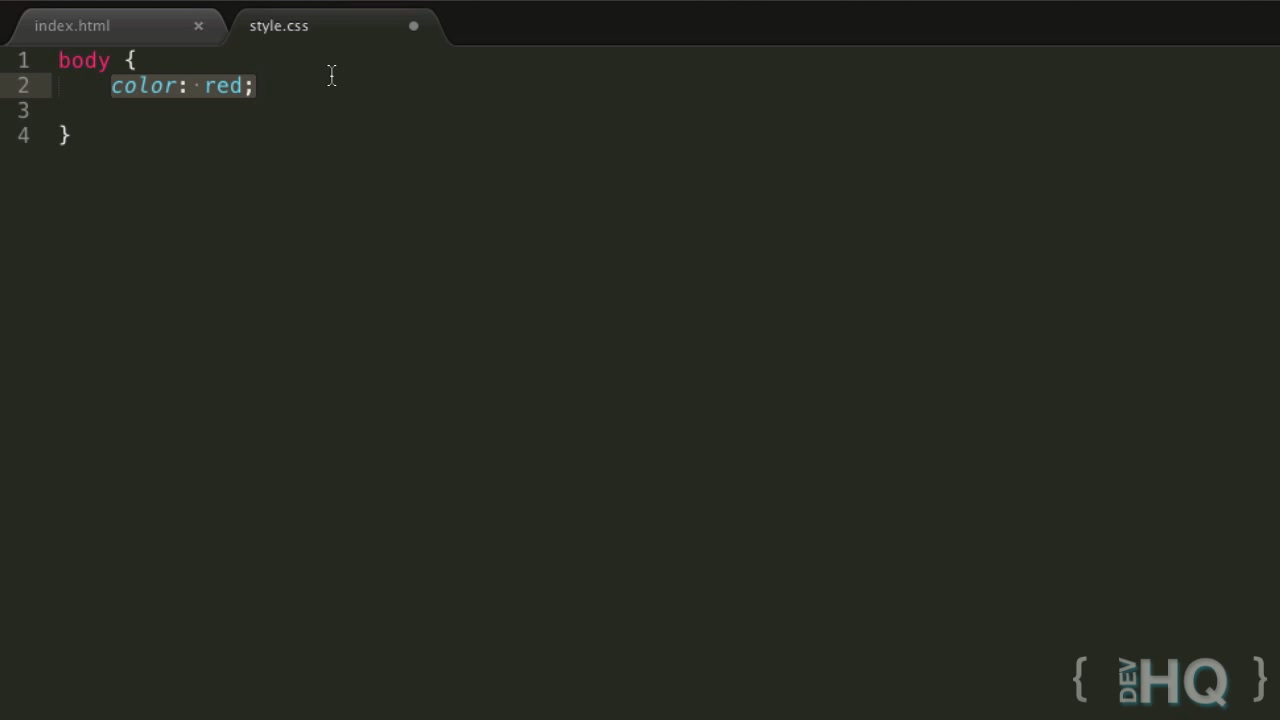 index.html × style.css
1 body {
2 color: red;
3
4 }
{ DEV HQ }